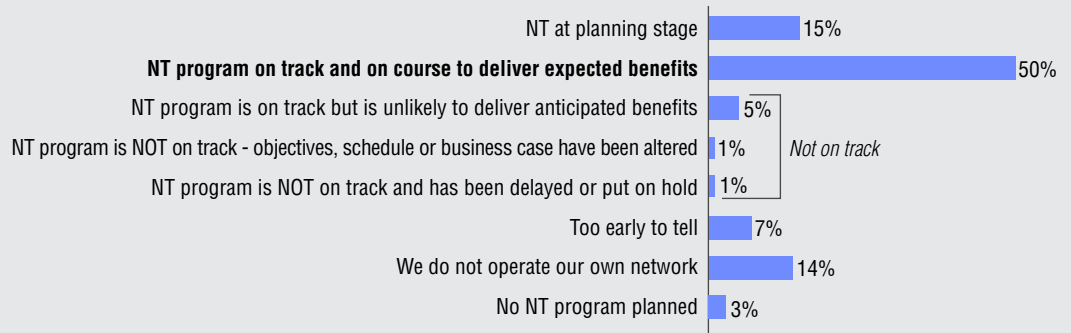 NT at planning stage 15%
NT program on track and on course to deliver expected benefits 50%
NT program is on track but is unlikely to deliver anticipated benefits 5%
NT program is NOT on track - objectives, schedule or business case have been altered 1% Not on track
NT program is NOT on track and has been delayed or put on hold 1%
Too early to tell 7%
We do not operate our own network 14%
No NT program planned 3%